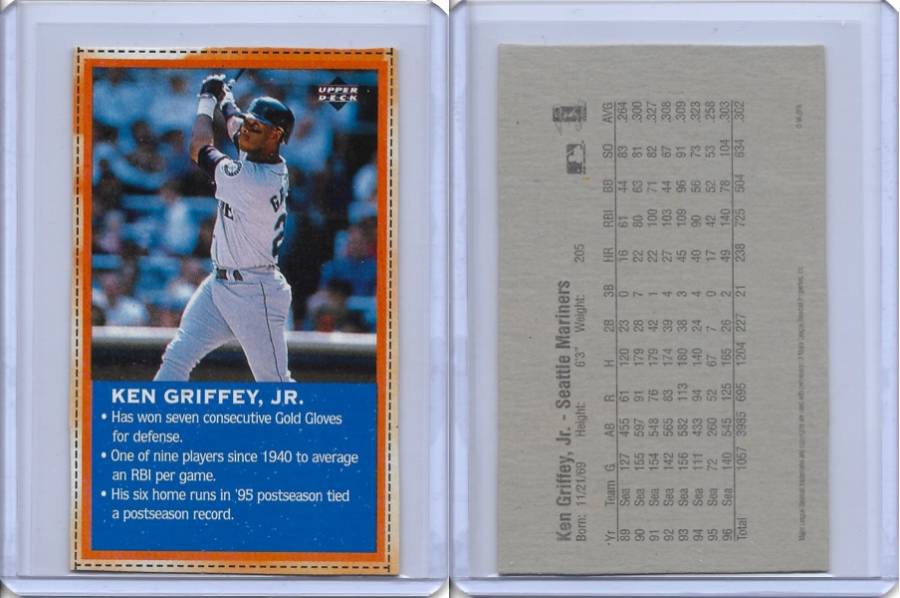 UPPER
DECK
GA
2
KEN GRIFFEY, JR.
• Has won seven consecutive Gold Gloves
for defense.
• One of nine players since 1940 to average
an RBI per game.
• His six home runs in '95 postseason tied
a postseason record.
Ken Griffey, Jr. - Seattle Mariners
Born: 11/21/69 Height: 6'3" Weight: 205
Yr Team G AB R H 2B 3B HR RBI BB SO AVG
89 Sea 127 455 61 120 23 0 16 61 44 83 .264
90 Sea 155 597 91 179 28 7 22 80 63 81 .300
91 Sea 154 548 76 179 42 1 22 100 71 82 .327
92 Sea 142 565 83 174 39 4 27 103 44 67 .308
93 Sea 156 582 113 180 38 3 45 109 96 91 .309
94 Sea 111 433 94 140 24 4 40 90 56 73 .323
95 Sea 72 260 52 67 7 0 17 42 52 53 .258
96 Sea 140 545 125 165 26 2 49 140 78 104 .303
Total 1057 3985 695 1204 227 21 238 725 504 634 .302